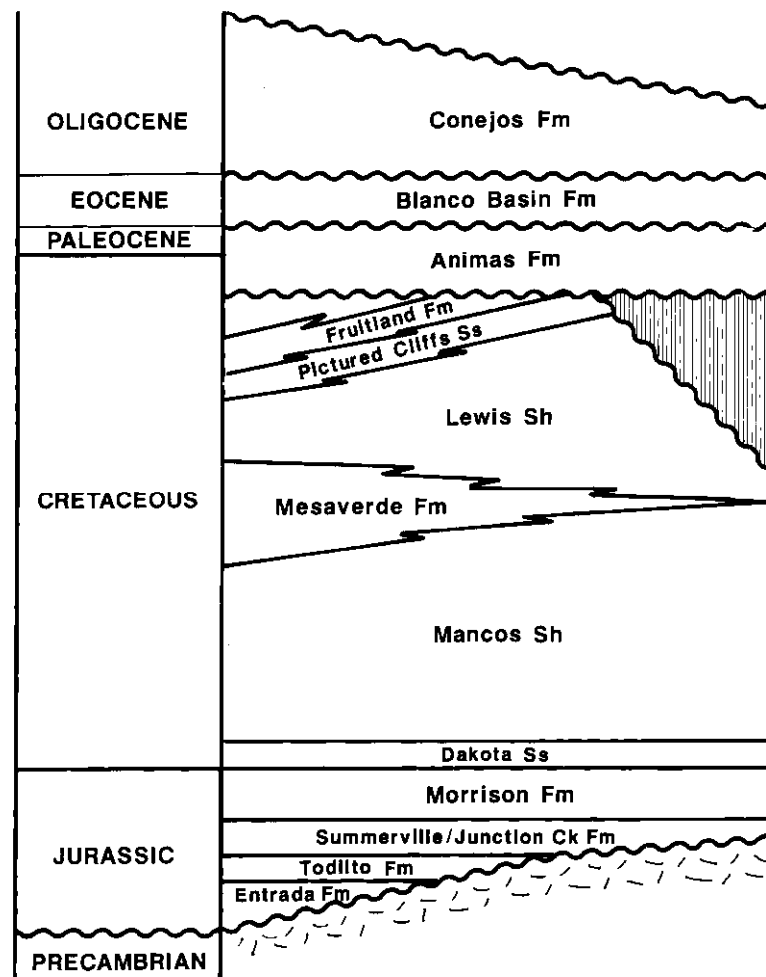 OLIGOCENE
Conejos Fm
EOCENE
Blanco Basin Fm
PALEOCENE
Animas Fm
Fruitland Fm
Pictured Cliffs Ss
Lewis Sh
CRETACEOUS
Mesaverde Fm
Mancos Sh
Dakota Ss
Morrison Fm
Summerville/Junction Ck Fm
JURASSIC
Todilto Fm
Entrada Fm
PRECAMBRIAN